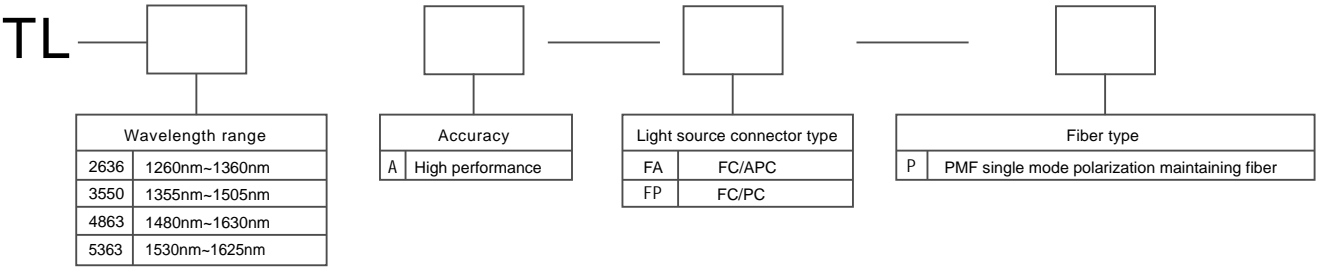 TL
Wavelength range
2636 1260nm~1360nm
3550 1355nm~1505nm
4863 1480nm~1630nm
5363 1530nm~1625nm
Accuracy
A High performance
Light source connector type
FA FC/APC
FP FC/PC
Fiber type
P PMF single mode polarization maintaining fiber